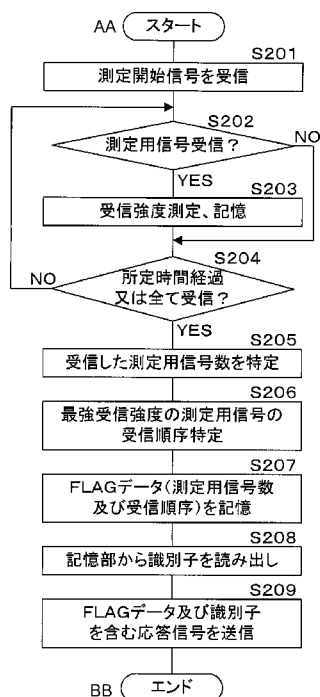 AA スタート
S201
測定開始信号を受信
S202
測定用信号受信?
NO
YES
S203
受信強度測定、記憶
S204
NO
所定時間経過
又は全て受信?
YES
S205
受信した測定用信号数を特定
S206
最強受信強度の測定用信号の
受信順序特定
S207
FLAGデータ(測定用信号数
及び受信順序)を記憶
S208
記憶部から識別子を読み出し
S209
FLAGデータ及び識別子
を含む応答信号を送信
BB エンド